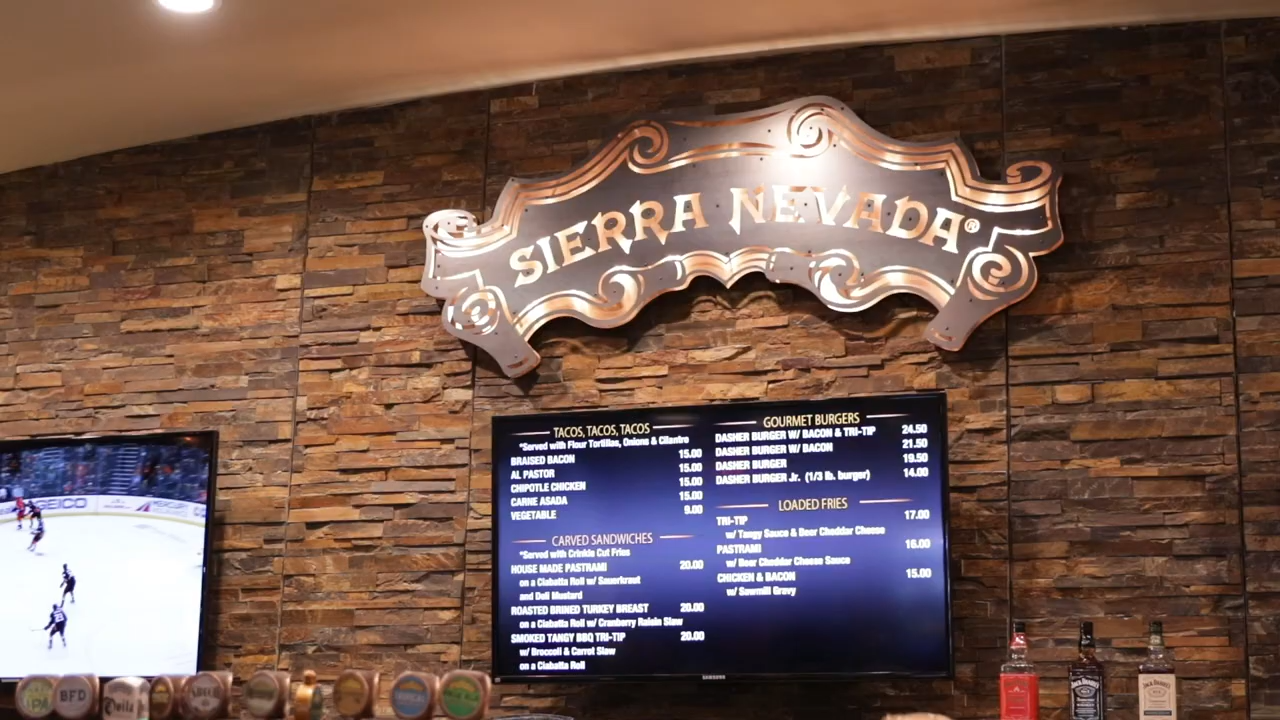 SIERRA NEVADA®
TACOS, TACOS, TACOS
*Served with Flour Tortillas, Onions & Cilantro
BRAISED BACON 15.00
AL PASTOR 15.00
CHIPOTLE CHICKEN 15.00
CARNE ASADA 15.00
VEGETABLE 9.00
CARVED SANDWICHES
*Served with Crinkle Cut Fries
HOUSE MADE PASTRAMI 20.00
on a Ciabatta Roll w/ Sauerkraut
and Deli Mustard
ROASTED BRINED TURKEY BREAST 20.00
on a Ciabatta Roll w/ Cranberry Raisin Slaw
SMOKED TANGY BBQ TRI-TIP 20.00
w/ Broccoli & Carrot Slaw
on a Ciabatta Roll
GOURMET BURGERS
DASHER BURGER W/ BACON & TRI-TIP 24.50
DASHER BURGER W/ BACON 21.50
DASHER BURGER 19.50
DASHER BURGER Jr. (1/3 lb. burger) 14.00
LOADED FRIES
TRI-TIP 17.00
w/ Tangy Sauce & Beer Cheddar Cheese
PASTRAMI 16.00
w/ Beer Cheddar Cheese Sauce
CHICKEN & BACON 15.00
w/ Sawmill Gravy
SAMSUNG
GEICO
IPA
BFD
JACK DANIEL'S